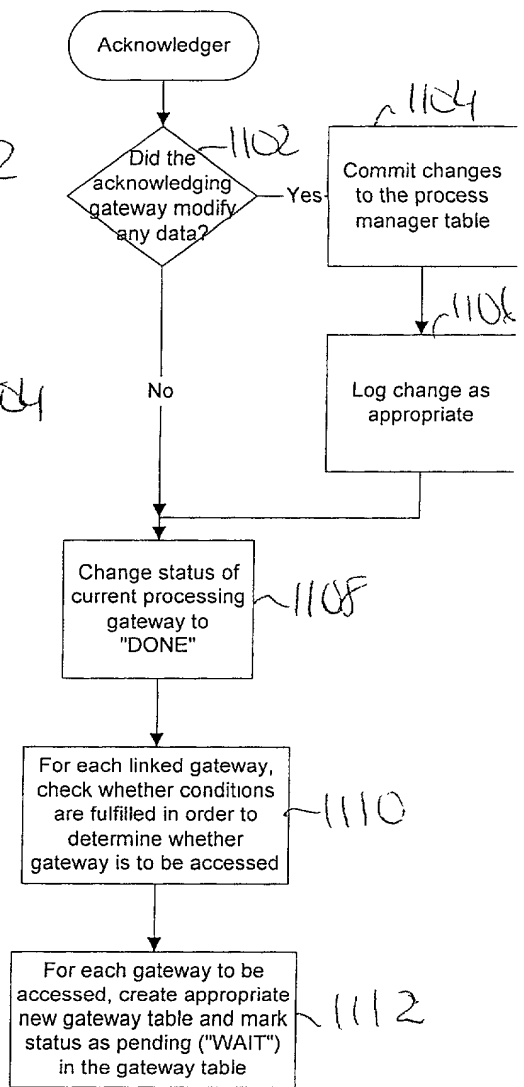 Acknowledger
1104
1102
2
Did the
acknowledging
gateway modify
any data?
Yes
Commit changes
to the process
manager table
1106
04
No
Log change as
appropriate
Change status of
current processing
gateway to
"DONE"
1108
For each linked gateway,
check whether conditions
are fulfilled in order to
determine whether
gateway is to be accessed
1110
For each gateway to be
accessed, create appropriate
new gateway table and mark
status as pending ("WAIT")
in the gateway table
1112